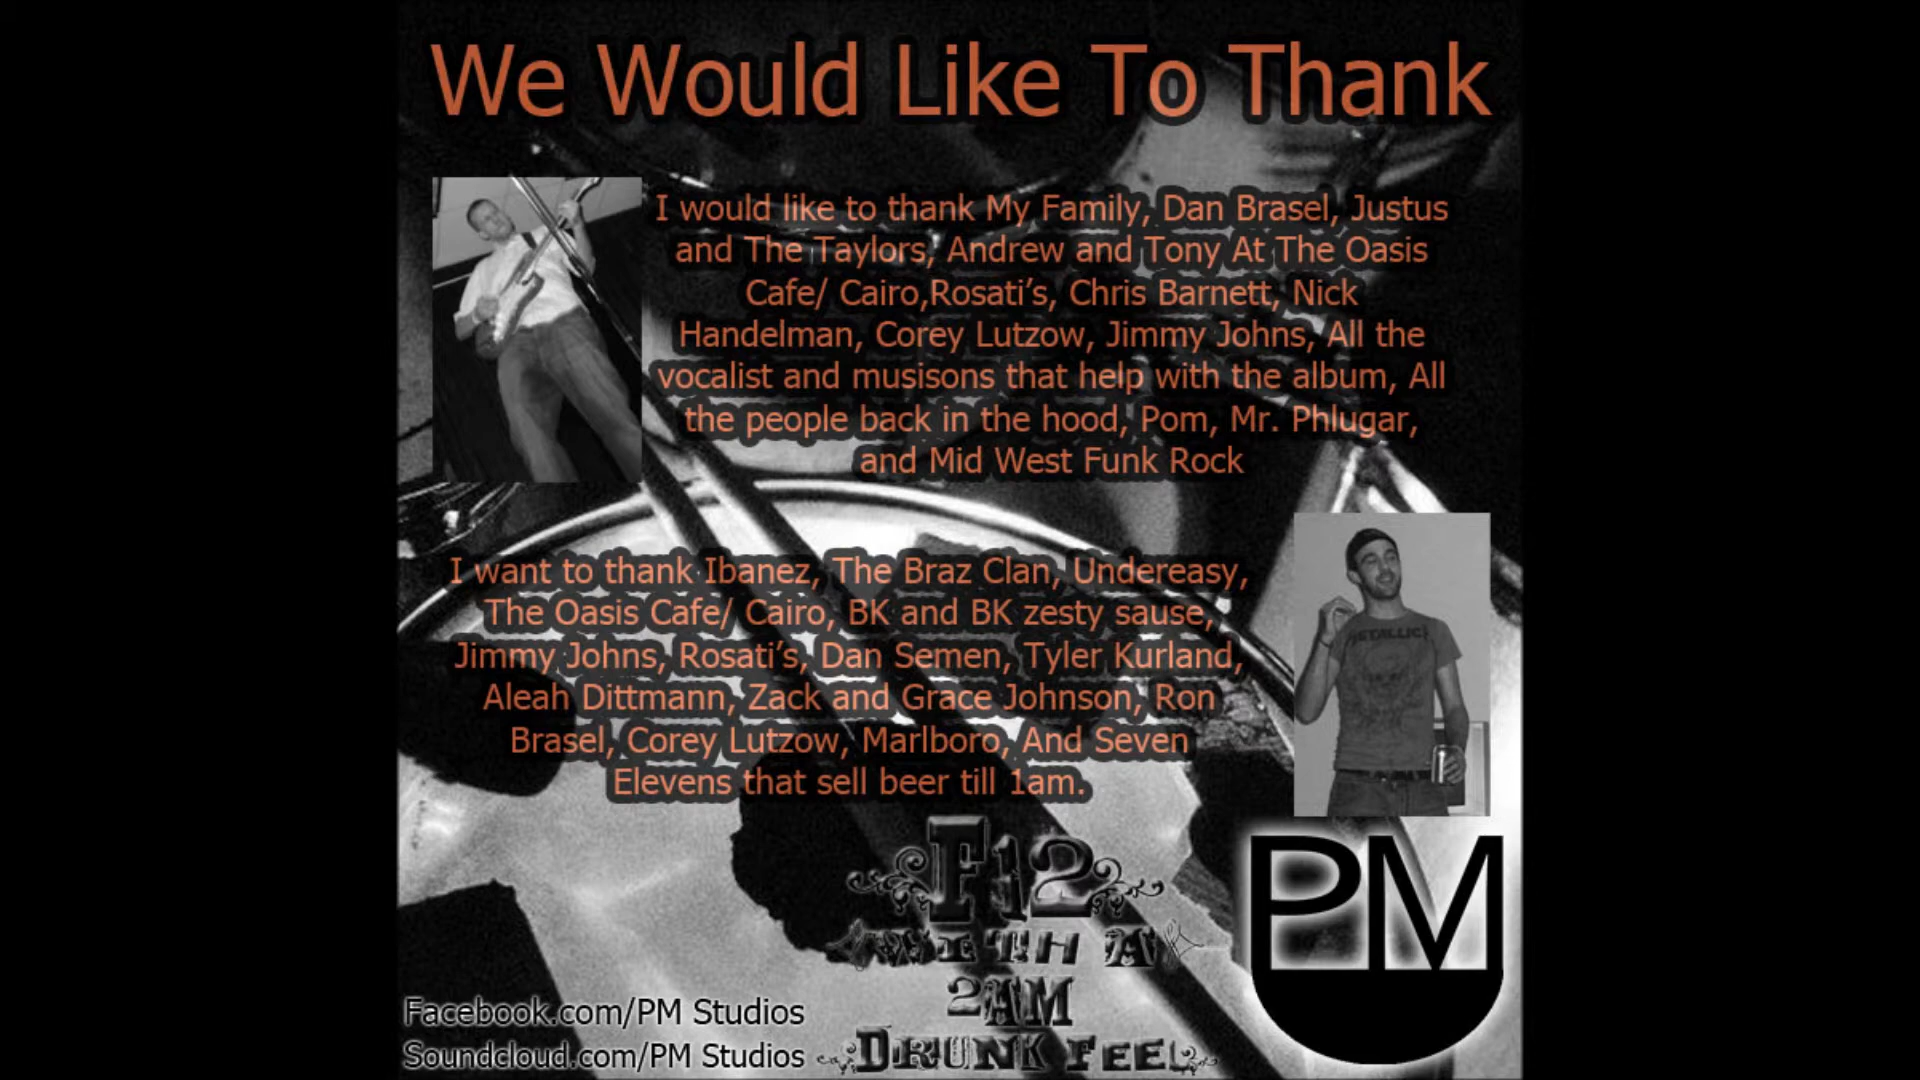 We Would Like To Thank
I would like to thank My Family, Dan Brasel, Justus
and The Taylors, Andrew and Tony At The Oasis
Cafe/ Cairo,Rosati's, Chris Barnett, Nick
Handelman, Corey Lutzow, Jimmy Johns, All the
vocalist and musisons that help with the album, All
the people back in the hood, Pom, Mr. Phlugar,
and Mid West Funk Rock
I want to thank Ibanez, The Braz Clan, Undereasy,
The Oasis Cafe/ Cairo, BK and BK zesty sause,
Jimmy Johns, Rosati's, Dan Semen, Tyler Kurland,
Aleah Dittmann, Zack and Grace Johnson, Ron
Brasel, Corey Lutzow, Marlboro, And Seven
Elevens that sell beer till 1am.
METALLICA
F12
WITH A
2AM
DRUNK FEEL
PM
Facebook.com/PM Studios
Soundcloud.com/PM Studios